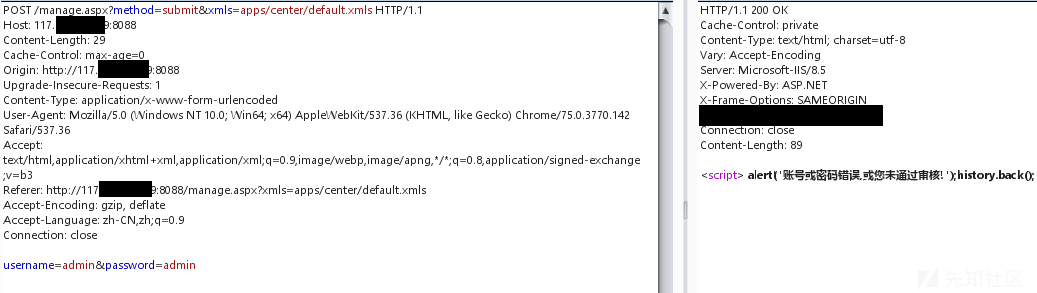 POST /manage.aspx?method=submit&xmls=apps/center/default.xmls HTTP/1.1
Host: 117. 9:8088
Content-Length: 29
Cache-Control: max-age=0
Origin: http://117. 9:8088
Upgrade-Insecure-Requests: 1
Content-Type: application/x-www-form-urlencoded
User-Agent: Mozilla/5.0 (Windows NT 10.0; Win64; x64) AppleWebKit/537.36 (KHTML, like Gecko) Chrome/75.0.3770.142
Safari/537.36
Accept:
text/html,application/xhtml+xml,application/xml;q=0.9,image/webp,image/apng,*/*;q=0.8,application/signed-exchange
;v=b3
Referer: http://117 9:8088/manage.aspx?xmls=apps/center/default.xmls
Accept-Encoding: gzip, deflate
Accept-Language: zh-CN,zh;q=0.9
Connection: close
username=admin&password=admin
HTTP/1.1 200 OK
Cache-Control: private
Content-Type: text/html; charset=utf-8
Vary: Accept-Encoding
Server: Microsoft-IIS/8.5
X-Powered-By: ASP.NET
X-Frame-Options: SAMEORIGIN
Connection: close
Content-Length: 89
<script> alert('账号或密码错误,或您未通过审核! ');history.back();
先知社区